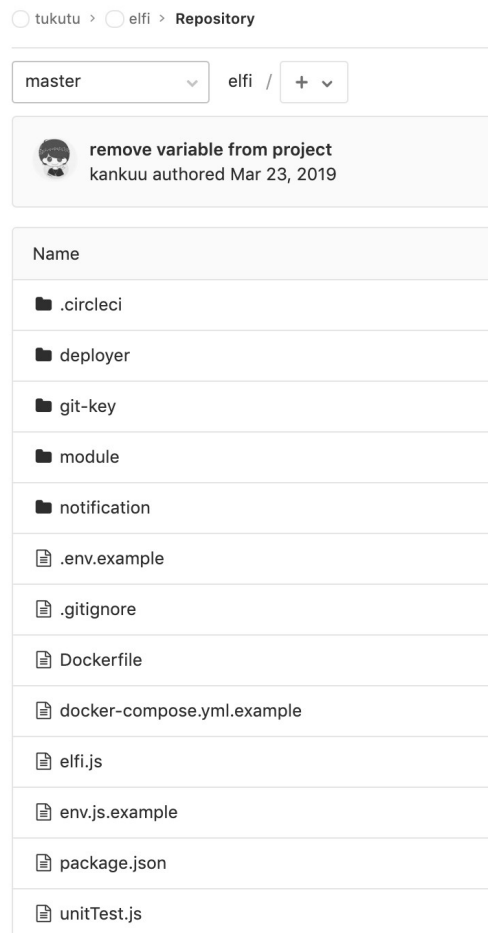 tukutu > elfi > Repository
master elfi / +
remove variable from project
kankuu authored Mar 23, 2019
Name
.circleci
deployer
git-key
module
notification
.env.example
.gitignore
Dockerfile
docker-compose.yml.example
elfi.js
env.js.example
package.json
unitTest.js